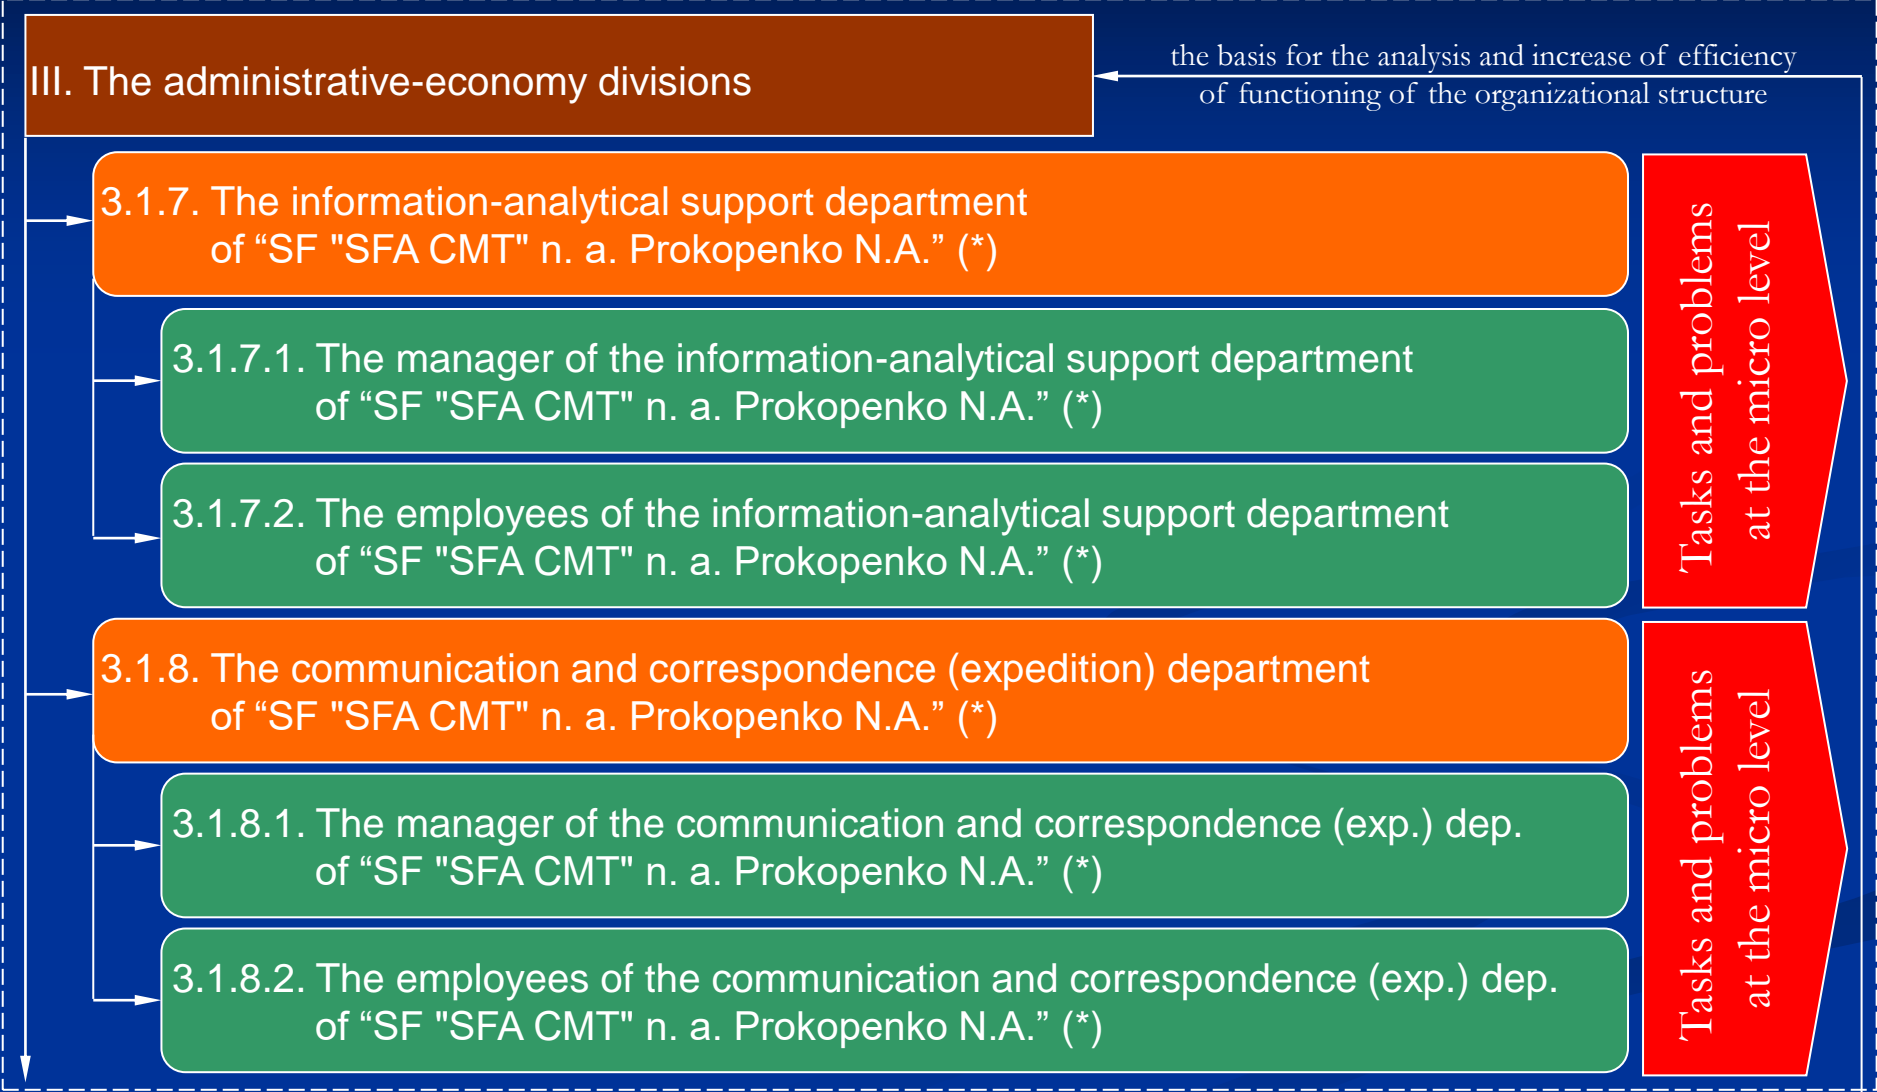 III. The administrative-economy divisions
the basis for the analysis and increase of efficiency
of functioning of the organizational structure
3.1.7. The information-analytical support department
of “SF "SFA CMT" n. a. Prokopenko N.A.” (*)
3.1.7.1. The manager of the information-analytical support department
of “SF "SFA CMT" n. a. Prokopenko N.A.” (*)
3.1.7.2. The employees of the information-analytical support department
of “SF "SFA CMT" n. a. Prokopenko N.A.” (*)
Tasks and problems
at the micro level
3.1.8. The communication and correspondence (expedition) department
of “SF "SFA CMT" n. a. Prokopenko N.A.” (*)
3.1.8.1. The manager of the communication and correspondence (exp.) dep.
of “SF "SFA CMT" n. a. Prokopenko N.A.” (*)
3.1.8.2. The employees of the communication and correspondence (exp.) dep.
of “SF "SFA CMT" n. a. Prokopenko N.A.” (*)
Tasks and problems
at the micro level